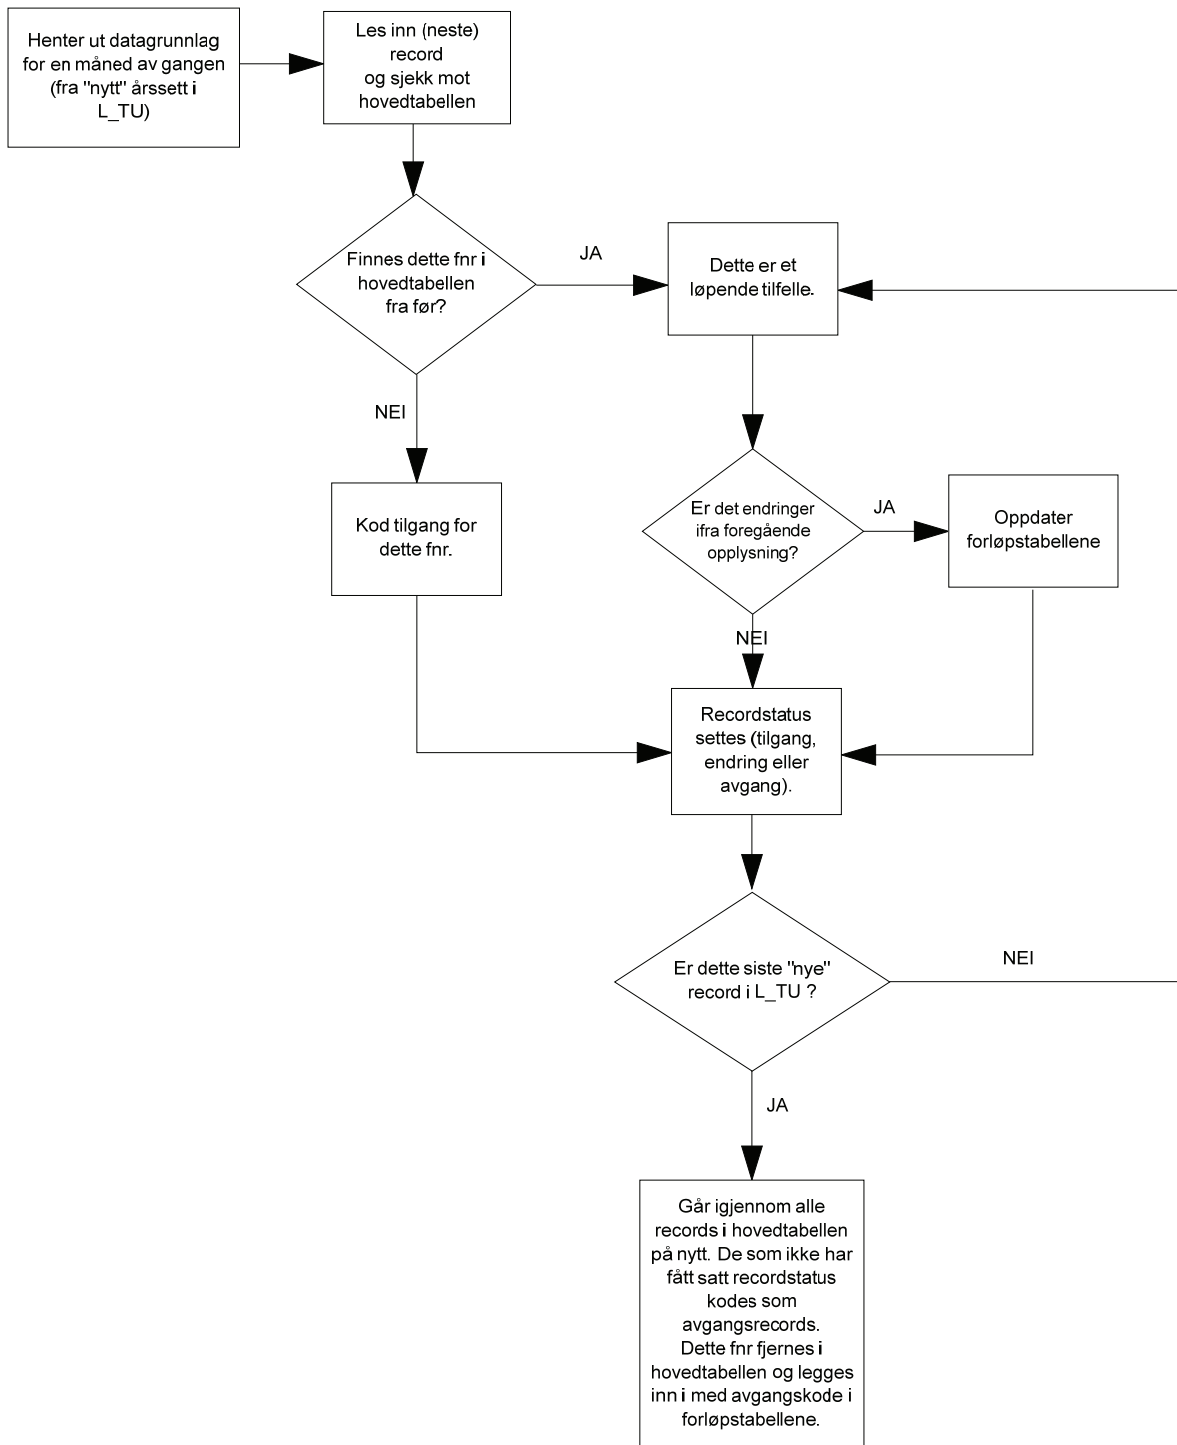 Henter ut datagrunnlag
for en måned av gangen
(fra "nytt" årssett i
L_TU)
Les inn (neste)
record
og sjekk mot
hovedtabellen
Finnes dette fnr i
hovedtabellen
fra før?
JA
Dette er et
løpende tilfelle.
NEI
Kod tilgang for
dette fnr.
Er det endringer
ifra foregående
opplysning?
JA
Oppdater
forløpstabellene
NEI
Recordstatus
settes (tilgang,
endring eller
avgang).
Er dette siste "nye"
record i L_TU ?
NEI
JA
Går igjennom alle
records i hovedtabellen
på nytt. De som ikke har
fått satt recordstatus
kodes som
avgangsrecords.
Dette fnr fjernes i
hovedtabellen og legges
inn i med avgangskode i
forløpstabellene.